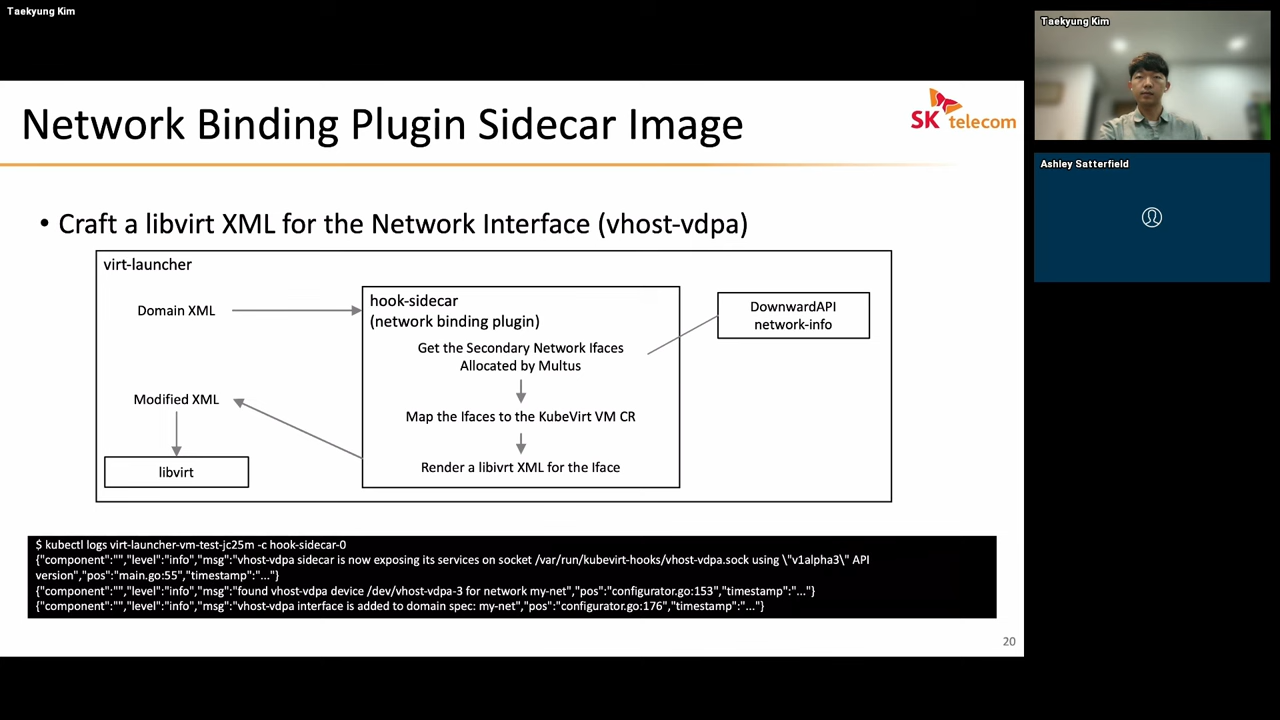 Taekyung Kim
Taekyung Kim
Ashley Satterfield
Network Binding Plugin Sidecar Image
SK telecom
• Craft a libvirt XML for the Network Interface (vhost-vdpa)
virt-launcher
Domain XML
hook-sidecar
(network binding plugin)
DownwardAPI
network-info
Get the Secondary Network Ifaces
Allocated by Multus
Modified XML
Map the Ifaces to the KubeVirt VM CR
libvirt
Render a libivrt XML for the Iface
$ kubectl logs virt-launcher-vm-test-jc25m -c hook-sidecar-0
{"component":"","level":"info","msg":"vhost-vdpa sidecar is now exposing its services on socket /var/run/kubevirt-hooks/vhost-vdpa.sock using \"v1alpha3\" API
version","pos":"main.go:55","timestamp":"..."}
{"component":"","level":"info","msg":"found vhost-vdpa device /dev/vhost-vdpa-3 for network my-net","pos":"configurator.go:153","timestamp":"..."}
{"component":"","level":"info","msg":"vhost-vdpa interface is added to domain spec: my-net","pos":"configurator.go:176","timestamp":"..."}
20